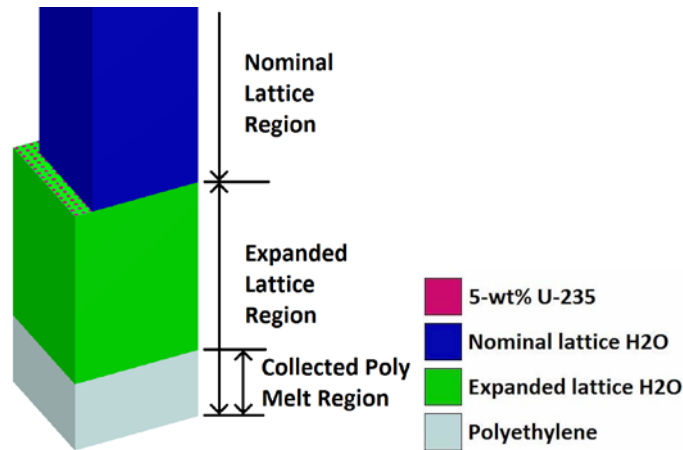 Nominal
Lattice
Region
Expanded
Lattice
Region
Collected Poly
Melt Region
5-wt% U-235
Nominal lattice H2O
Expanded lattice H2O
Polyethylene